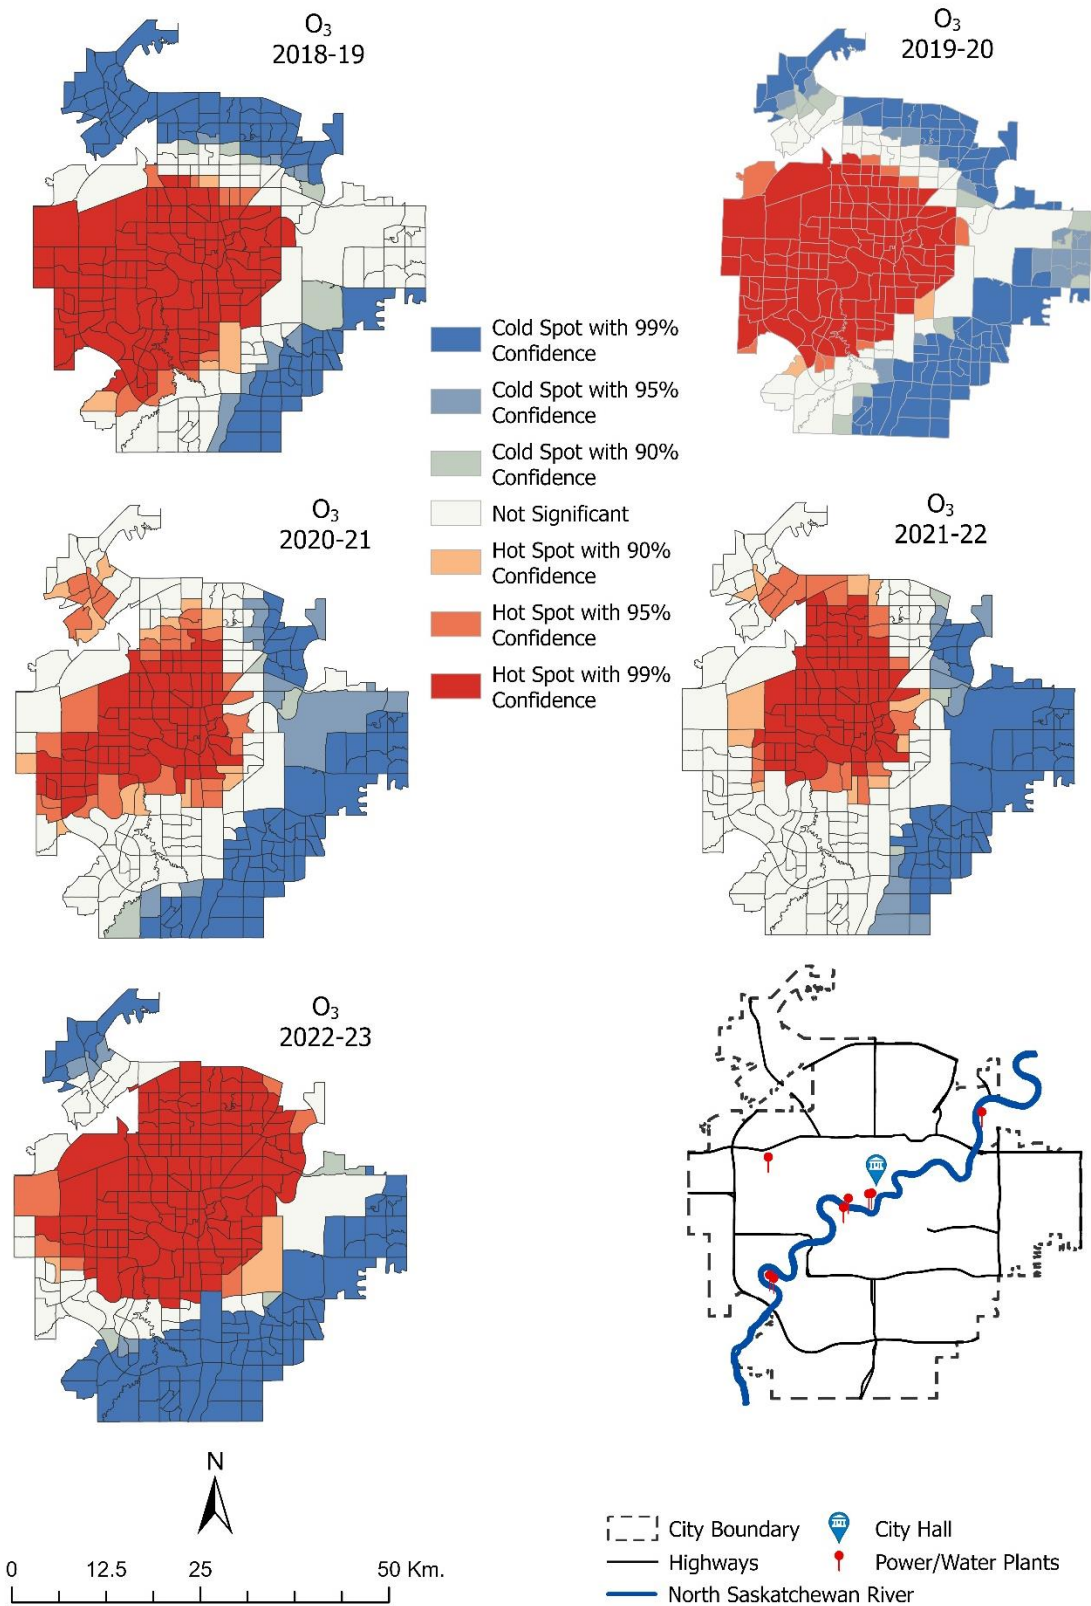 O₃
2018-19
O₃
2019-20
Cold Spot with 99%
Confidence
Cold Spot with 95%
Confidence
Cold Spot with 90%
Confidence
Not Significant
Hot Spot with 90%
Confidence
Hot Spot with 95%
Confidence
Hot Spot with 99%
Confidence
O₃
2020-21
O₃
2021-22
O₃
2022-23
N
0 12.5 25 50 Km.
City Boundary
City Hall
Highways
Power/Water Plants
North Saskatchewan River